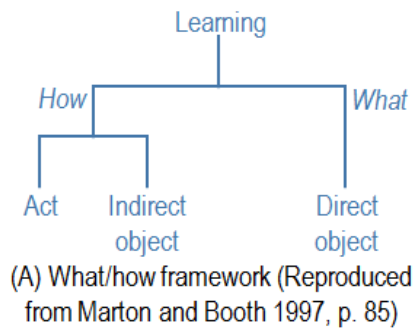 Learning
How
What
Act
Indirect
object
Direct
object
(A) What/how framework (Reproduced
from Marton and Booth 1997, p. 85)